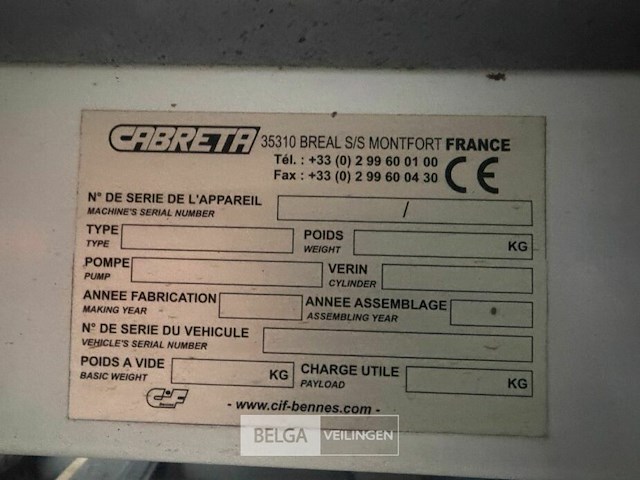 CABRETA 35310 BREAL S/S MONTFORT FRANCE
Tél. : +33 (0) 2 99 60 01 00
Fax : +33 (0) 2 99 60 04 30
CE
N° DE SERIE DE L'APPAREIL /
MACHINE'S SERIAL NUMBER
TYPE POIDS KG
TYPE WEIGHT
POMPE VERIN
PUMP CYLINDER
ANNEE FABRICATION ANNEE ASSEMBLAGE
MAKING YEAR ASSEMBLING YEAR
N° DE SERIE DU VEHICULE
VEHICLE'S SERIAL NUMBER
POIDS A VIDE KG CHARGE UTILE KG
BASIC WEIGHT PAYLOAD
CIF
- www.cif-bennes.com -
BELGA VEILINGEN